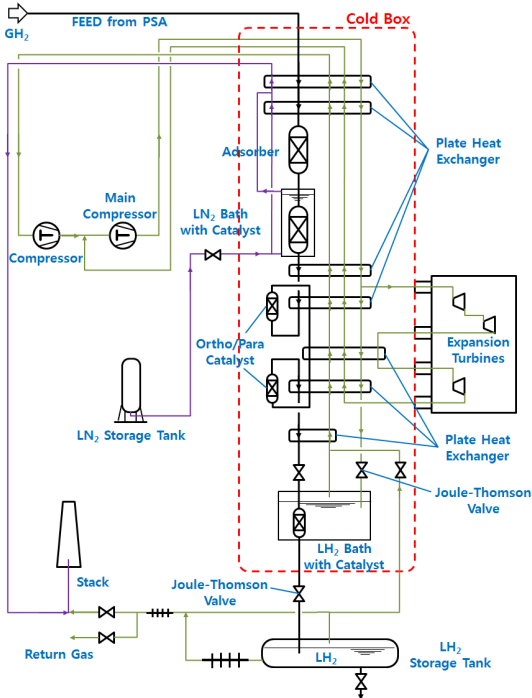 Cold Box
FEED from PSA
GH2
Adsorber
Plate Heat
Exchanger
Main
Compressor
LN2 Bath
with Catalyst
Compressor
Ortho/Para
Catalyst
Expansion
Turbines
LN2 Storage Tank
Plate Heat
Exchanger
Joule-Thomson
Valve
LH2 Bath
with Catalyst
Stack
Joule-Thomson
Valve
Return Gas
LH2
LH2
Storage Tank